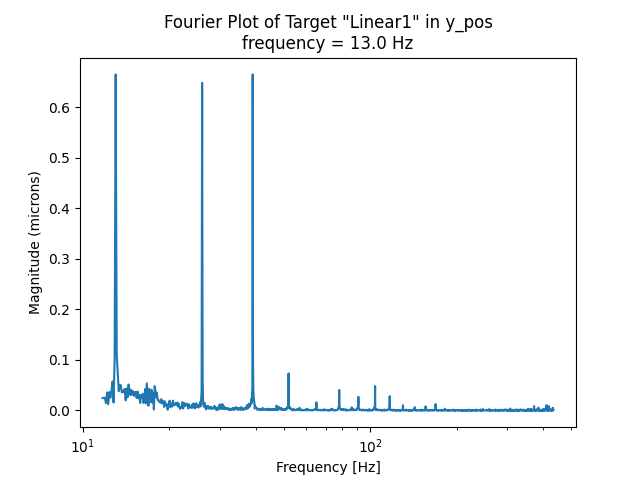 Fourier Plot of Target "Linear1" in y_pos
frequency = 13.0 Hz
0.6
0.5
0.4
0.3
0.2
0.1
0.0
Magnitude (microns)
10¹
10²
Frequency [Hz]